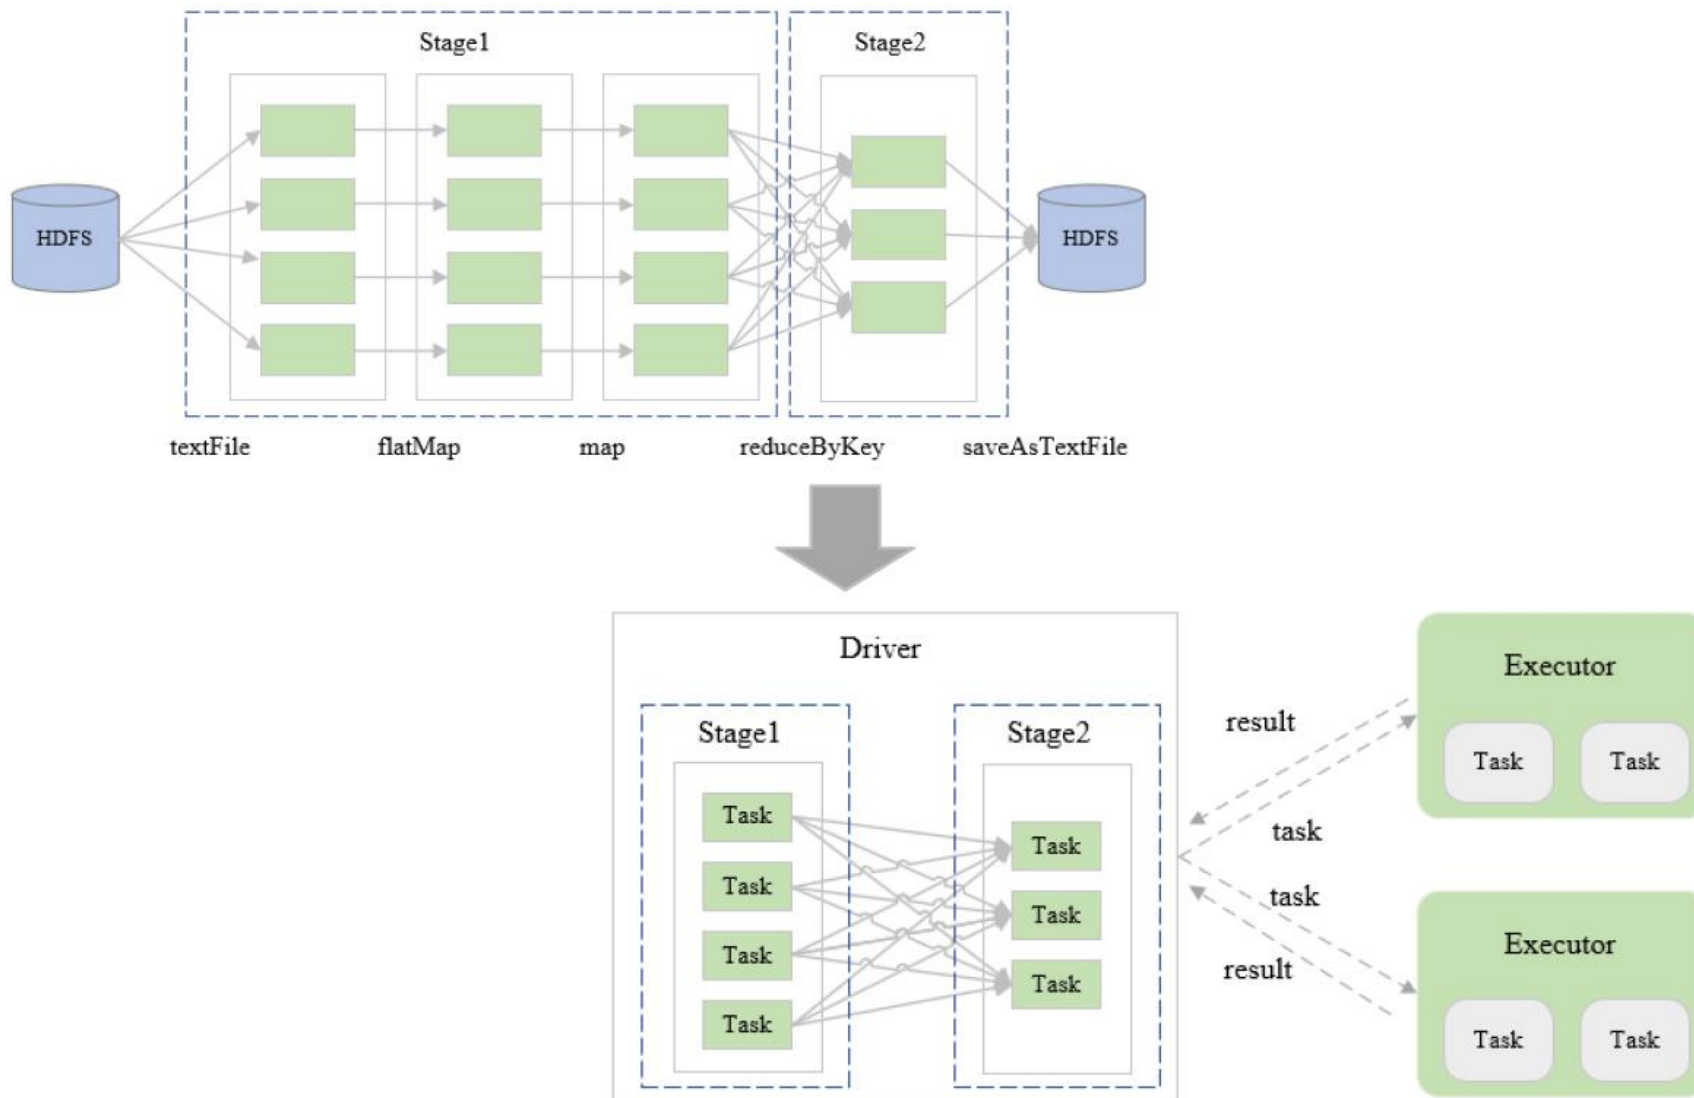 Stage1
Stage2
HDFS
HDFS
textFile
flatMap
map
reduceByKey
saveAsTextFile
Driver
Stage1
Stage2
Task
Task
Task
Task
Task
Task
Task
result
task
task
result
Executor
Task
Task
Executor
Task
Task